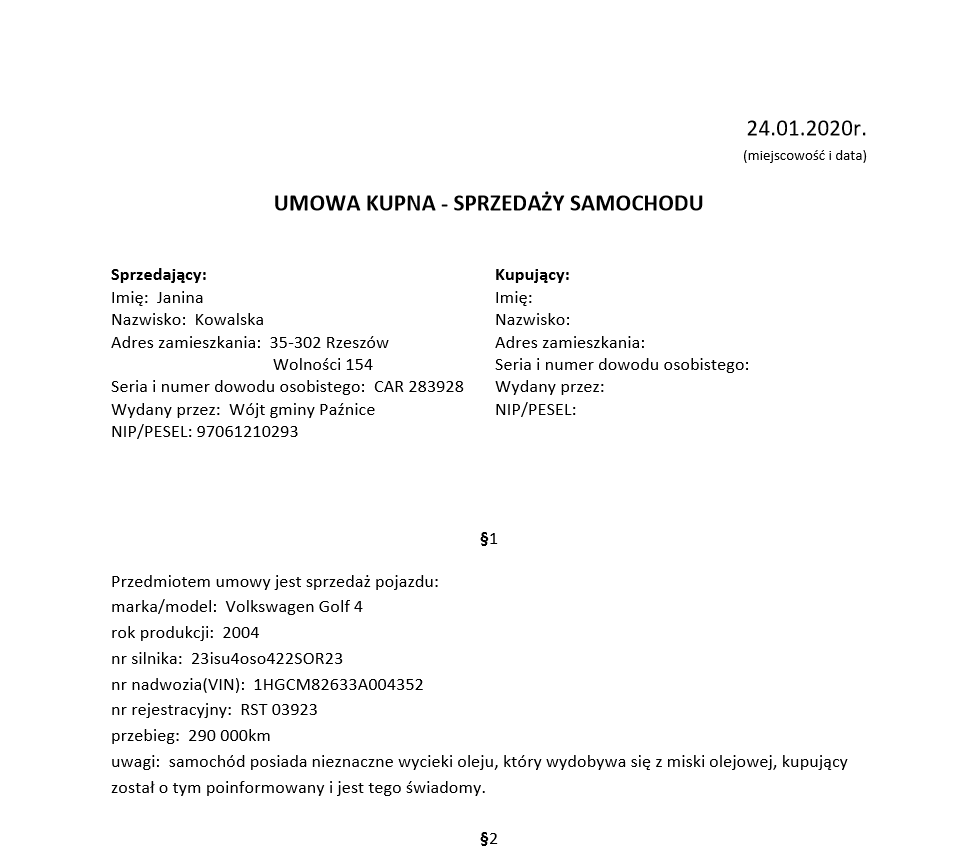 24.01.2020r.
(miejscowość i data)
UMOWA KUPNA - SPRZEDAŻY SAMOCHODU
Sprzedający:
Imię: Janina
Nazwisko: Kowalska
Adres zamieszkania: 35-302 Rzeszów
Wolności 154
Seria i numer dowodu osobistego: CAR 283928
Wydany przez: Wójt gminy Paźnice
NIP/PESEL: 97061210293
Kupujący:
Imię:
Nazwisko:
Adres zamieszkania:
Seria i numer dowodu osobistego:
Wydany przez:
NIP/PESEL:
§1
Przedmiotem umowy jest sprzedaż pojazdu:
marka/model: Volkswagen Golf 4
rok produkcji: 2004
nr silnika: 23isu4oso422SOR23
nr nadwozia(VIN): 1HGCM82633A004352
nr rejestracyjny: RST 03923
przebieg: 290 000km
uwagi: samochód posiada nieznaczne wycieki oleju, który wydobywa się z miski olejowej, kupujący
został o tym poinformowany i jest tego świadomy.
§2